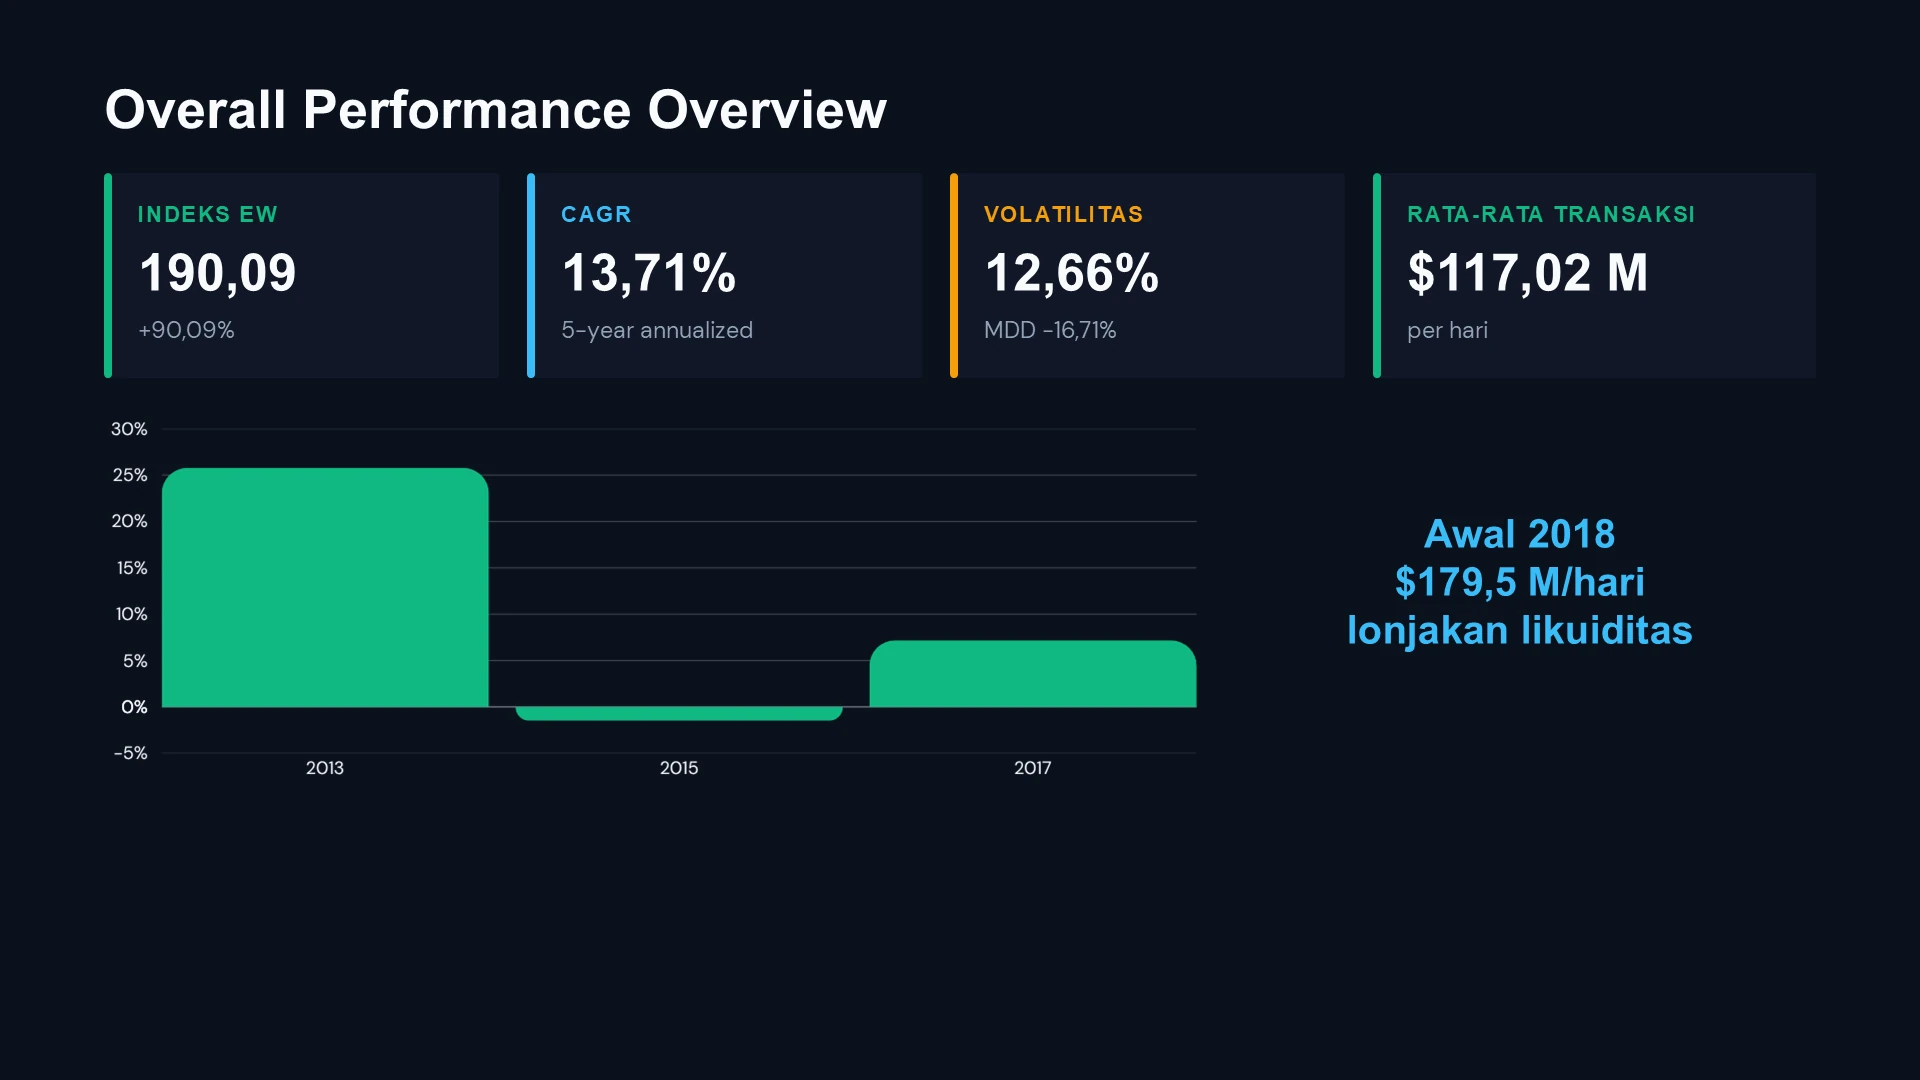 Overall Performance Overview
INDEKS EW
190,09
+90,09%
CAGR
13,71%
5-year annualized
VOLATILITAS
12,66%
MDD -16,71%
RATA-RATA TRANSAKSI
$117,02 M
per hari
30%
25%
20%
15%
10%
5%
0%
-5%
2013
2015
2017
Awal 2018
$179,5 M/hari
lonjakan likuiditas